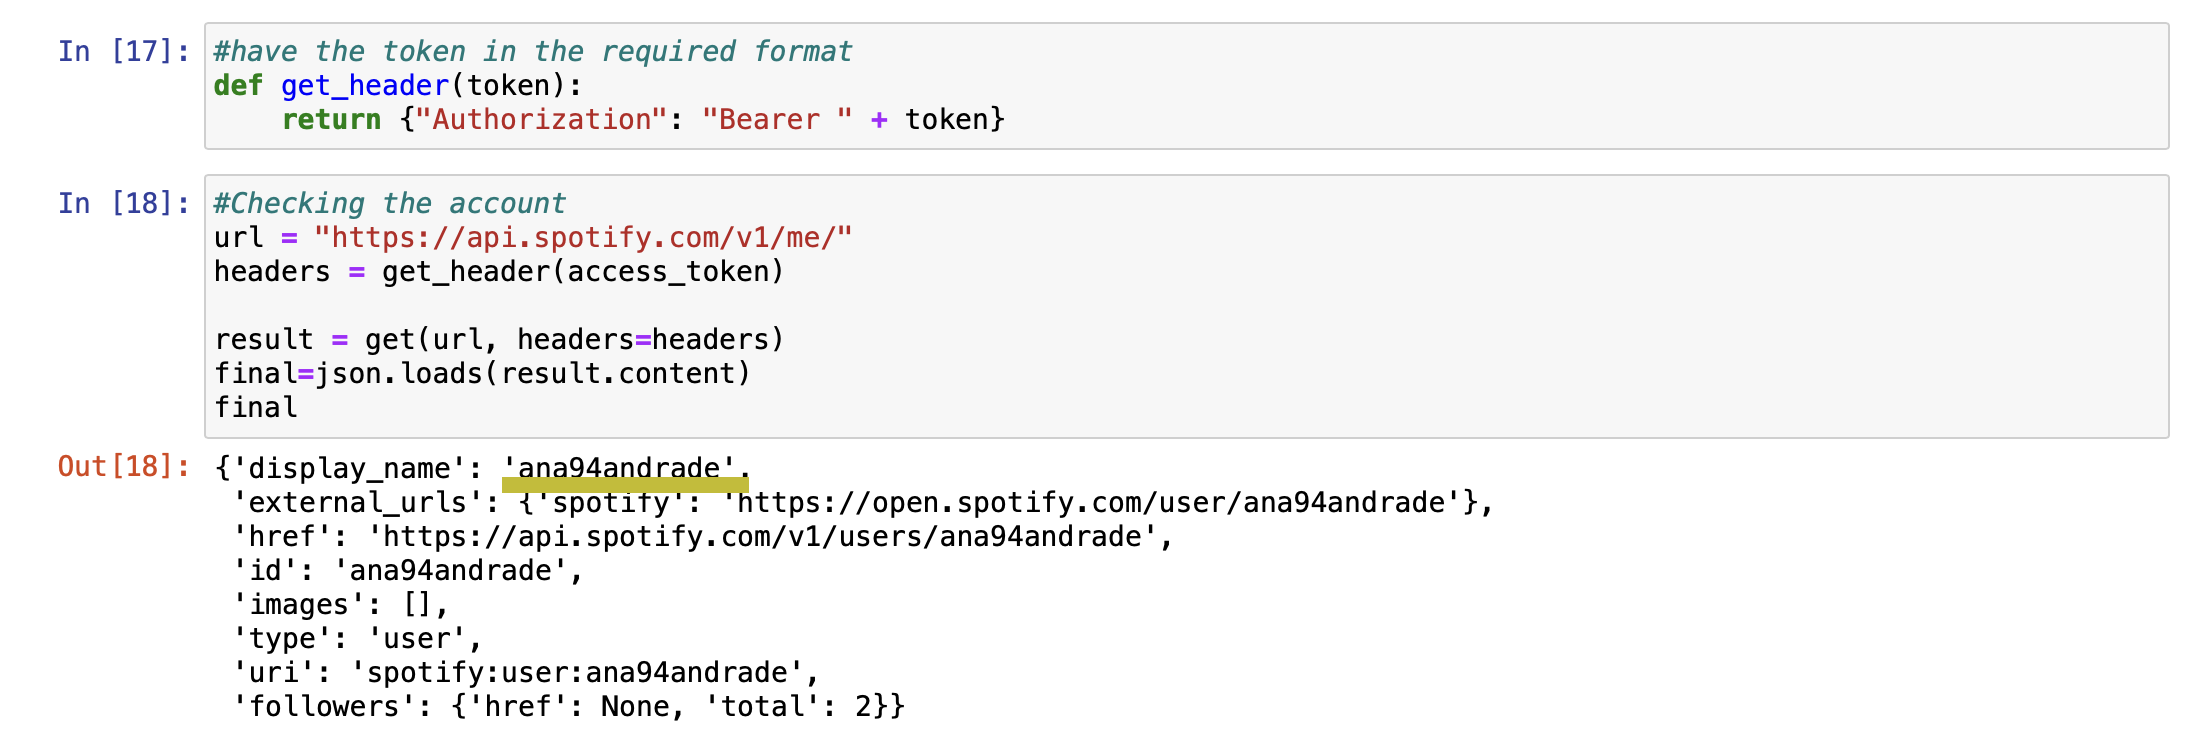 In [17]: #have the token in the required format
def get_header(token):
    return {"Authorization": "Bearer " + token}
In [18]: #Checking the account
url = "https://api.spotify.com/v1/me/"
headers = get_header(access_token)
result = get(url, headers=headers)
final=json.loads(result.content)
final
Out[18]: {'display_name': 'ana94andrade',
 'external_urls': {'spotify': 'https://open.spotify.com/user/ana94andrade'},
 'href': 'https://api.spotify.com/v1/users/ana94andrade',
 'id': 'ana94andrade',
 'images': [],
 'type': 'user',
 'uri': 'spotify:user:ana94andrade',
 'followers': {'href': None, 'total': 2}}